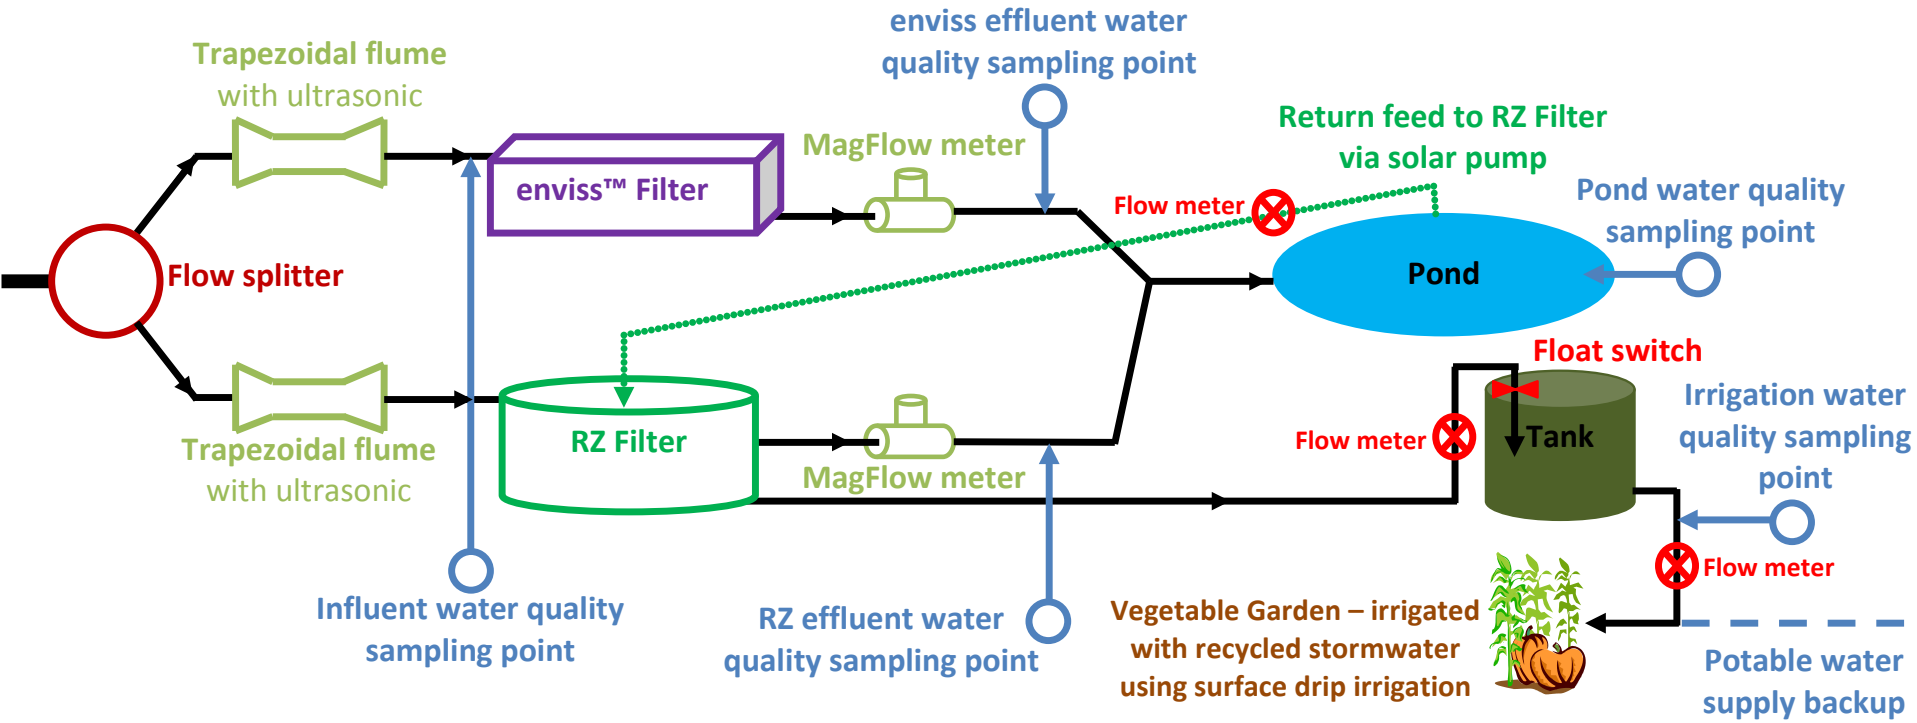 enviss effluent water
quality sampling point
Trapezoidal flume
with ultrasonic
Return feed to RZ Filter
via solar pump
MagFlow meter
enviss™ Filter
Flow meter
Pond water quality
sampling point
Flow splitter
Pond
Float switch
Irrigation water
quality sampling
point
Tank
Flow meter
RZ Filter
Trapezoidal flume
with ultrasonic
MagFlow meter
Flow meter
Influent water quality
sampling point
RZ effluent water
quality sampling point
Vegetable Garden – irrigated
with recycled stormwater
using surface drip irrigation
Potable water
supply backup